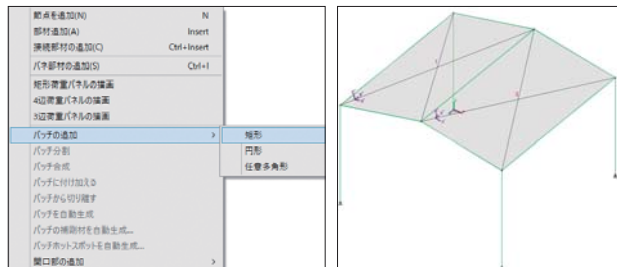 節点を追加(N) N
部材追加(A) Insert
接続部材の追加(C) Ctrl+Insert
バネ部材の追加(S) Ctrl+I
矩形荷重パネルの描画
4辺荷重パネルの描画
3辺荷重パネルの描画
パッチの追加 >
矩形
円形
任意多角形
パッチ分割
パッチ合成
パッチに付け加える
パッチから切り離す
パッチを自動生成
パッチの補剛材を自動生成...
パッチホットスポットを自動生成...
開口部の追加 >